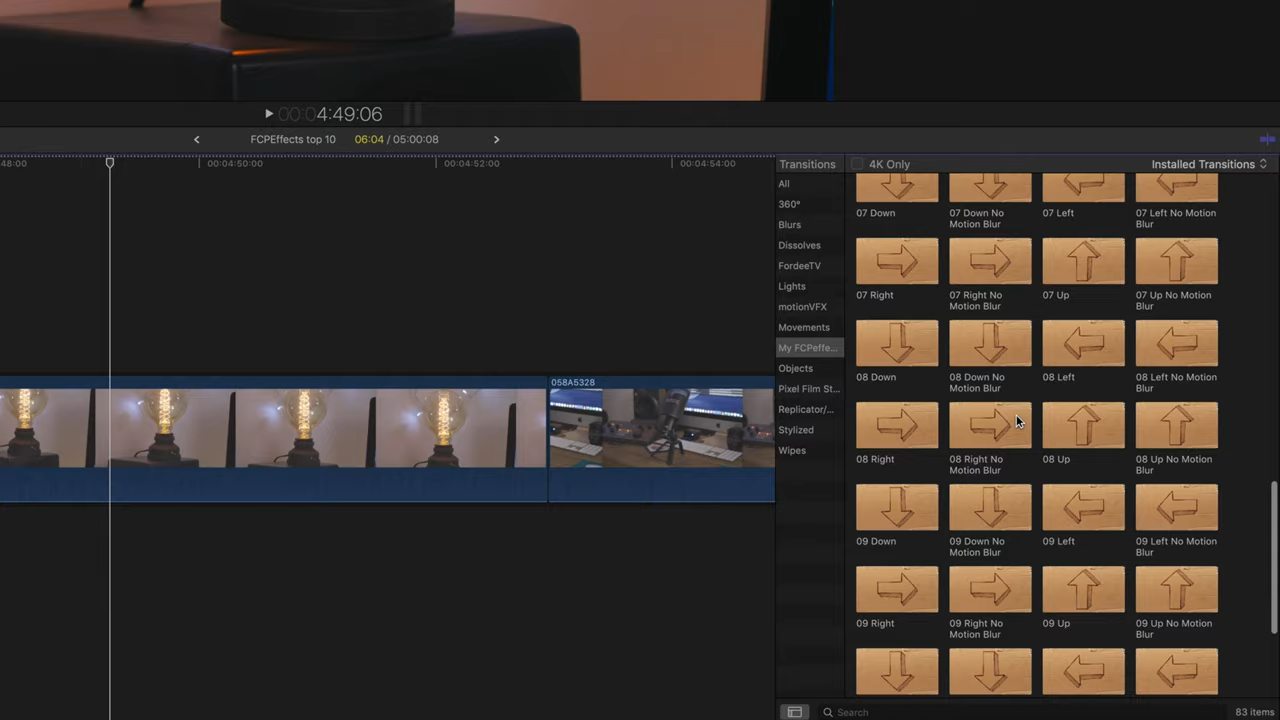 00:00:4:49:06
FCPEffects top 10
06:04 / 05:00:08
48:00
00:04:50:00
00:04:52:00
00:04:54:00
058A5328
Transitions
4K Only
Installed Transitions
All
360°
Blurs
Dissolves
FordeeTV
Lights
motionVFX
Movements
My FCPeffe...
Objects
Pixel Film St...
Replicator/...
Stylized
Wipes
07 Down
07 Down No
Motion Blur
07 Left
07 Left No Motion
Blur
07 Right
07 Right No
Motion Blur
07 Up
07 Up No Motion
Blur
08 Down
08 Down No
Motion Blur
08 Left
08 Left No Motion
Blur
08 Right
08 Right No
Motion Blur
08 Up
08 Up No Motion
Blur
09 Down
09 Down No
Motion Blur
09 Left
09 Left No Motion
Blur
09 Right
09 Right No
Motion Blur
09 Up
09 Up No Motion
Blur
Search
83 items